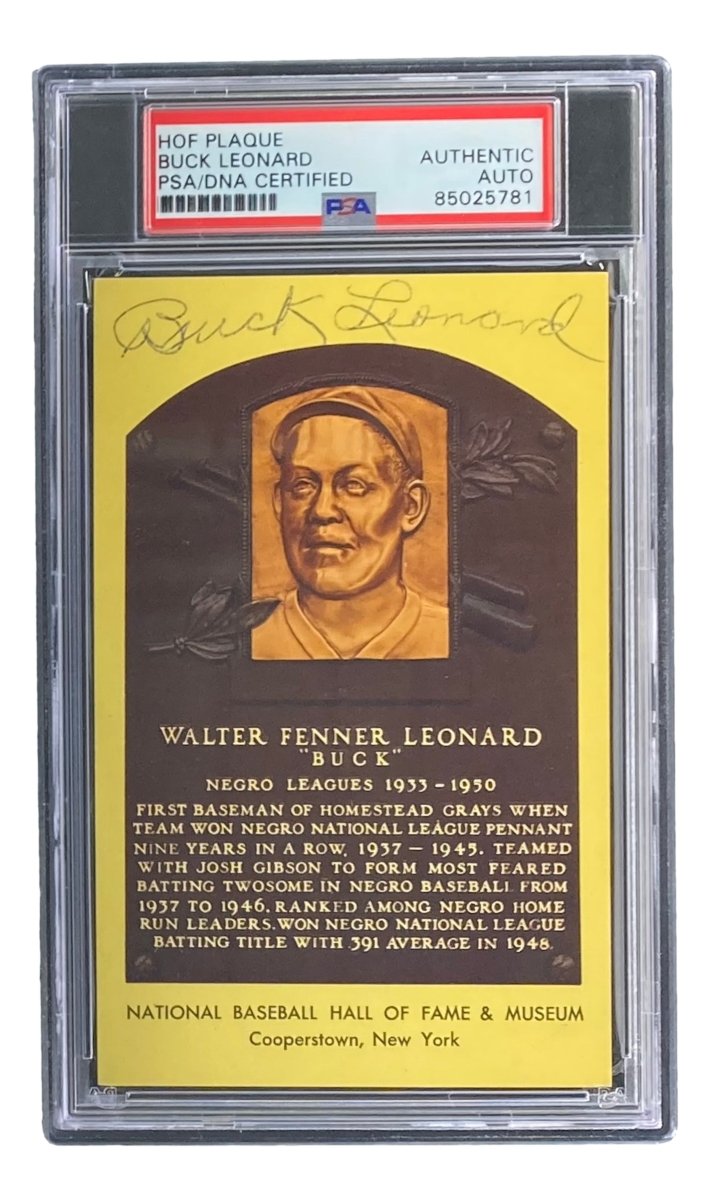 HOF PLAQUE
BUCK LEONARD
PSA/DNA CERTIFIED
AUTHENTIC
AUTO
85025781
PSA
Buck Leonard
WALTER FENNER LEONARD
"BUCK"
NEGRO LEAGUES 1933 - 1950
FIRST BASEMAN OF HOMESTEAD GRAYS WHEN
TEAM WON NEGRO NATIONAL LEAGUE PENNANT
NINE YEARS IN A ROW, 1937 - 1945. TEAMED
WITH JOSH GIBSON TO FORM MOST FEARED
BATTING TWOSOME IN NEGRO BASEBALL FROM
1937 TO 1946. RANKED AMONG NEGRO HOME
RUN LEADERS. WON NEGRO NATIONAL LEAGUE
BATTING TITLE WITH .391 AVERAGE IN 1948.
NATIONAL BASEBALL HALL OF FAME & MUSEUM
Cooperstown, New York